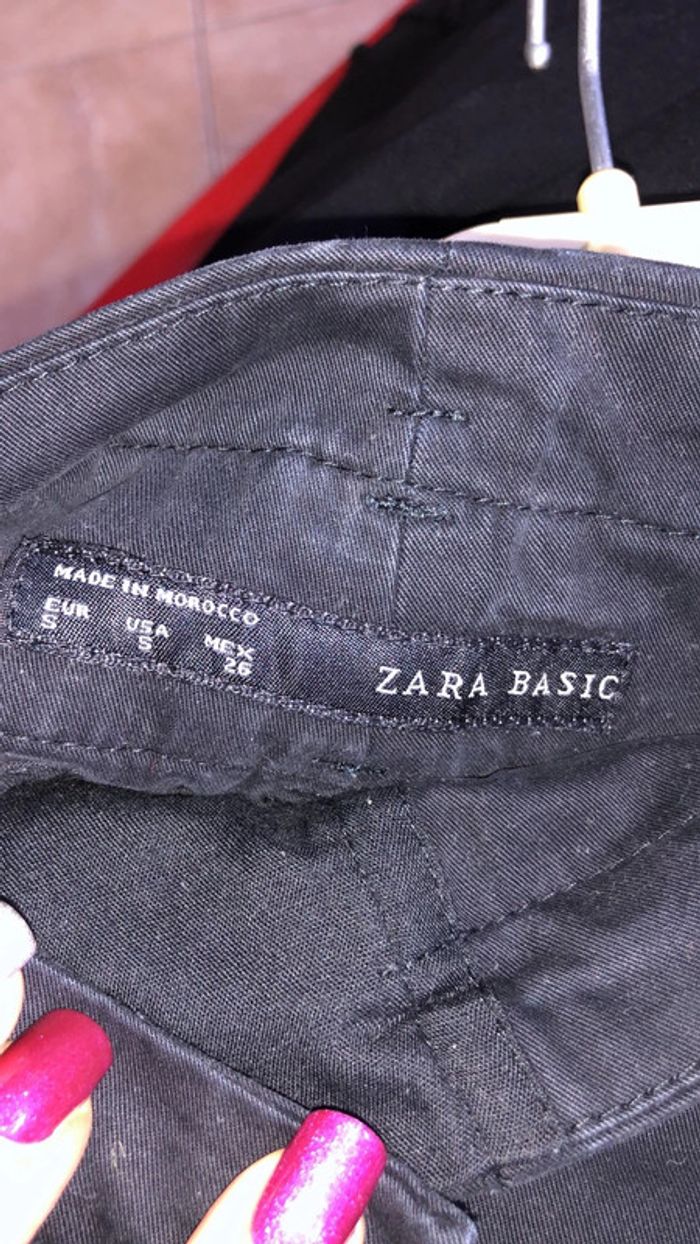 MADE IN MOROCCO
EUR USA MEX
S S 26
ZARA BASIC